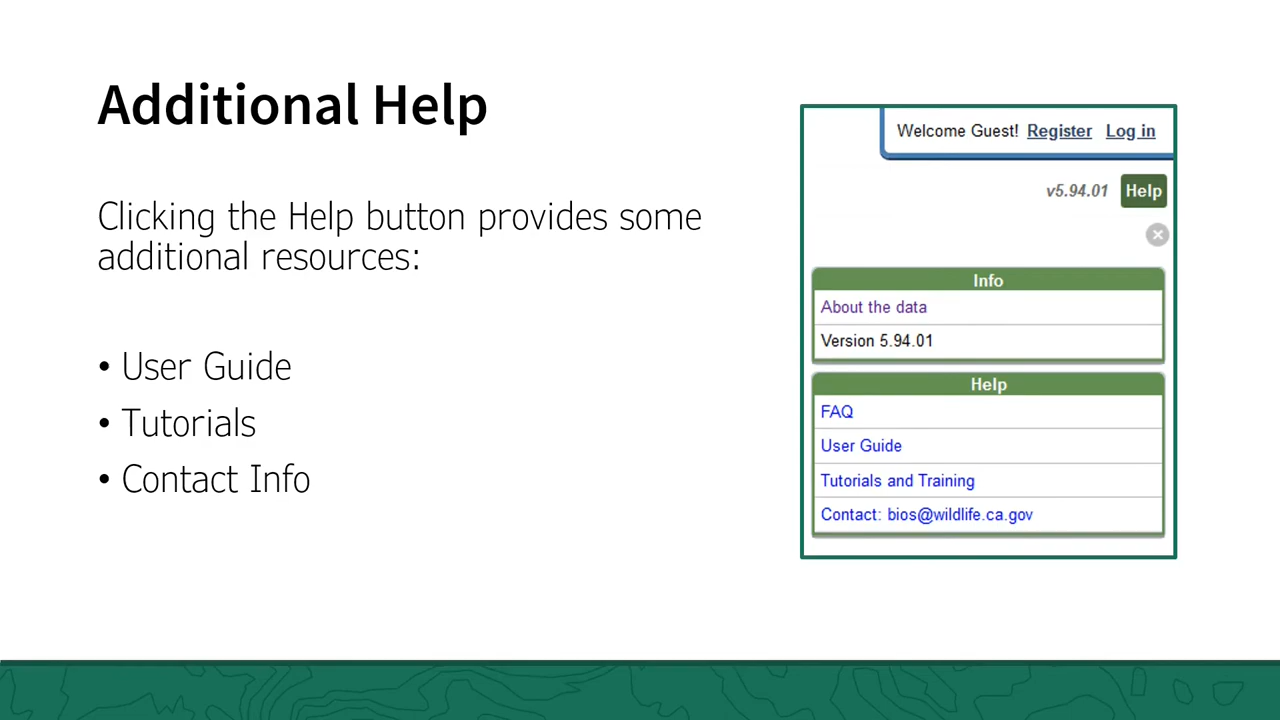 Additional Help
Clicking the Help button provides some
additional resources:
• User Guide
• Tutorials
• Contact Info
Welcome Guest! Register Log in
v5.94.01 Help
Info
About the data
Version 5.94.01
Help
FAQ
User Guide
Tutorials and Training
Contact: bios@wildlife.ca.gov